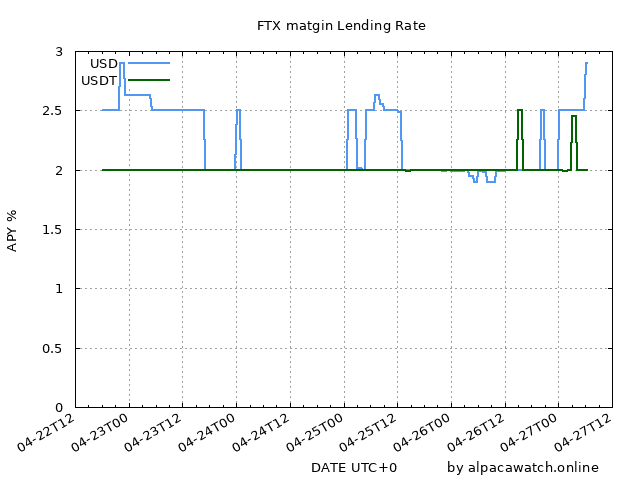 FTX matgin Lending Rate
USD
USDT
3
2.5
2
1.5
1
0.5
0
APY %
04-22T12
04-23T00
04-23T12
04-24T00
04-24T12
04-25T00
04-25T12
04-26T00
04-26T12
04-27T00
04-27T12
DATE UTC+0
by alpacawatch.online